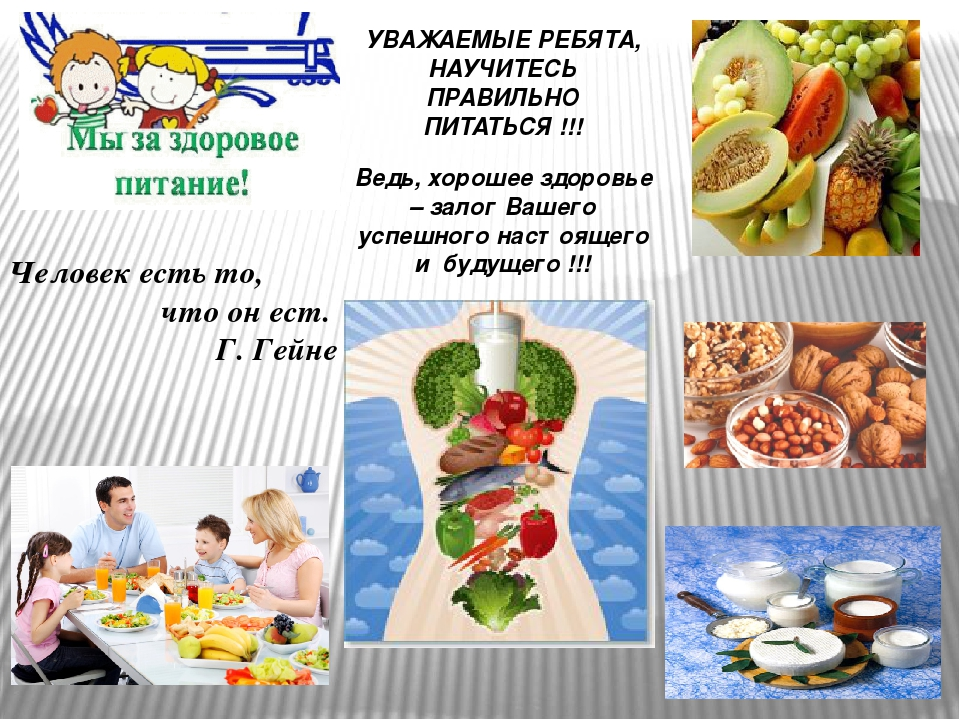 Мы за здоровое
питание!
УВАЖАЕМЫЕ РЕБЯТА,
НАУЧИТЕСЬ
ПРАВИЛЬНО
ПИТАТЬСЯ !!!
Ведь, хорошее здоровье
– залог Вашего
успешного наст оящего
и будущего !!!
Человек есть то,
что он ест.
Г. Гейне